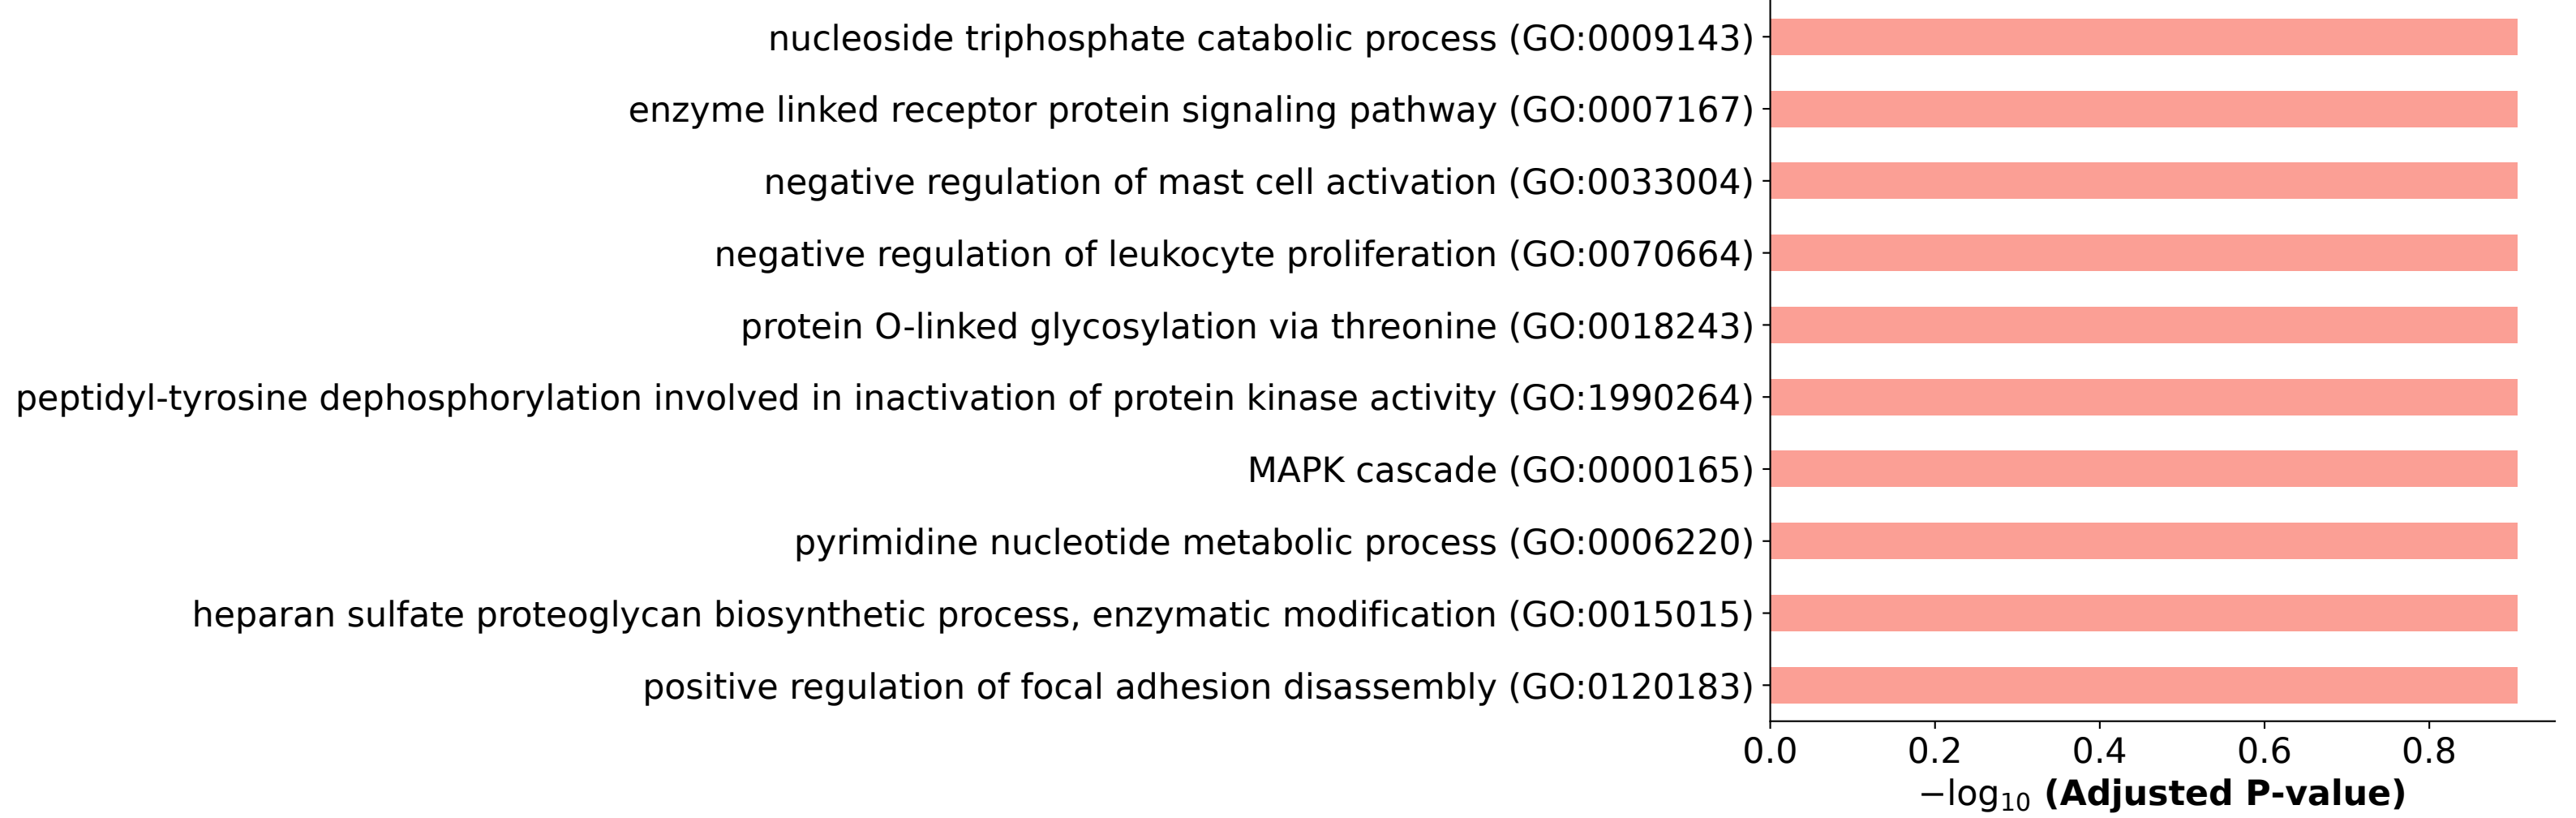 nucleoside triphosphate catabolic process (GO:0009143)
enzyme linked receptor protein signaling pathway (GO:0007167)
negative regulation of mast cell activation (GO:0033004)
negative regulation of leukocyte proliferation (GO:0070664)
protein O-linked glycosylation via threonine (GO:0018243)
peptidyl-tyrosine dephosphorylation involved in inactivation of protein kinase activity (GO:1990264)
MAPK cascade (GO:0000165)
pyrimidine nucleotide metabolic process (GO:0006220)
heparan sulfate proteoglycan biosynthetic process, enzymatic modification (GO:0015015)
positive regulation of focal adhesion disassembly (GO:0120183)
0.0 0.2 0.4 0.6 0.8
−log₁₀ (Adjusted P-value)